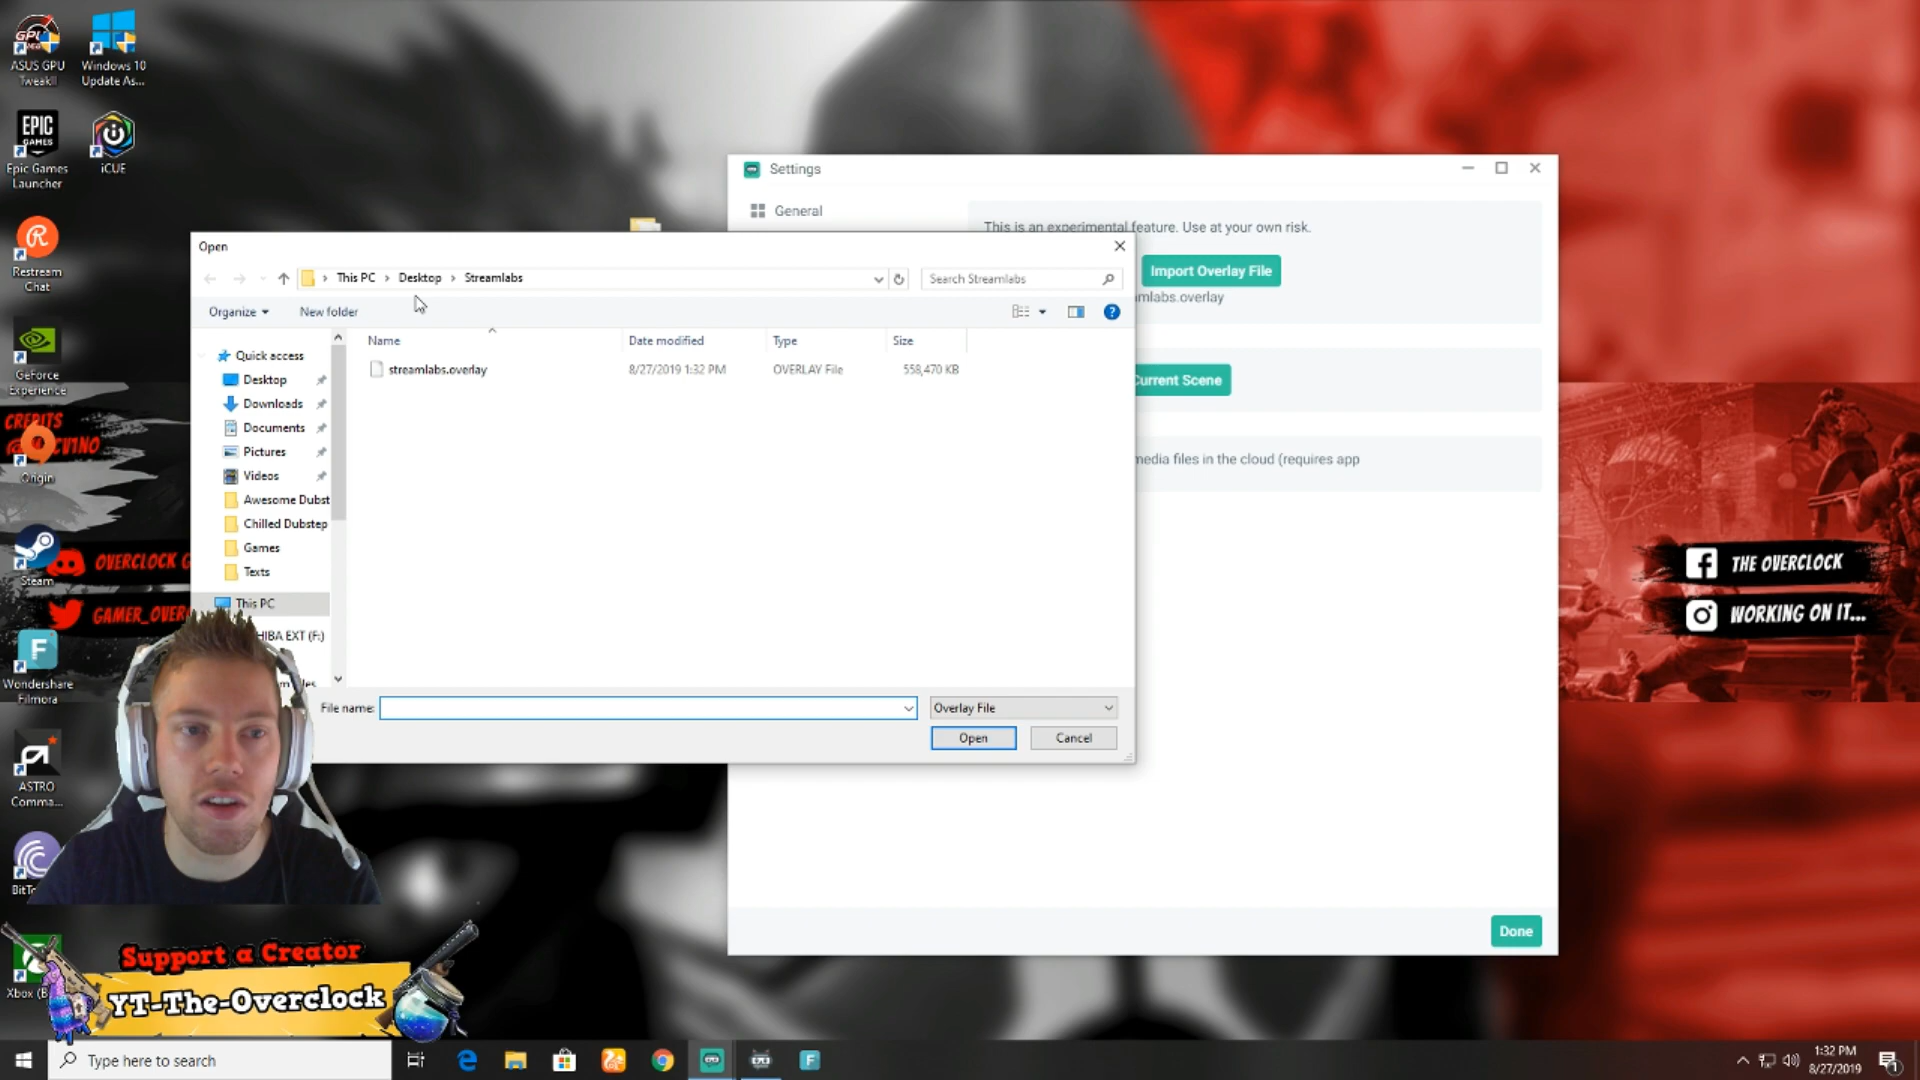 ASUS GPU
Tweak II
Windows 10
Update As...
EPIC
GAMES
Epic Games
Launcher
iCUE
Restream
Chat
GeForce
Experience
CREDITS
Origin
Steam
OVERCLOCK G
GAMER_OVER
Wondershare
Filmora
ASTRO
Comma...
BitTo
Xbox (B
Settings
General
This is an experimental feature. Use at your own risk.
Import Overlay File
mlabs.overlay
Current Scene
media files in the cloud (requires app
Done
Open
This PC
Desktop
Streamlabs
Search Streamlabs
Organize
New folder
Name
Date modified
Type
Size
streamlabs.overlay
8/27/2019 1:32 PM
OVERLAY File
558,470 KB
Quick access
Desktop
Downloads
Documents
Pictures
Videos
Awesome Dubst
Chilled Dubstep
Games
Texts
This PC
HIBA EXT (F:)
File name:
Overlay File
Open
Cancel
THE OVERCLOCK
WORKING ON IT...
Support a Creator
YT-The-Overclock
Type here to search
1:32 PM
8/27/2019
1